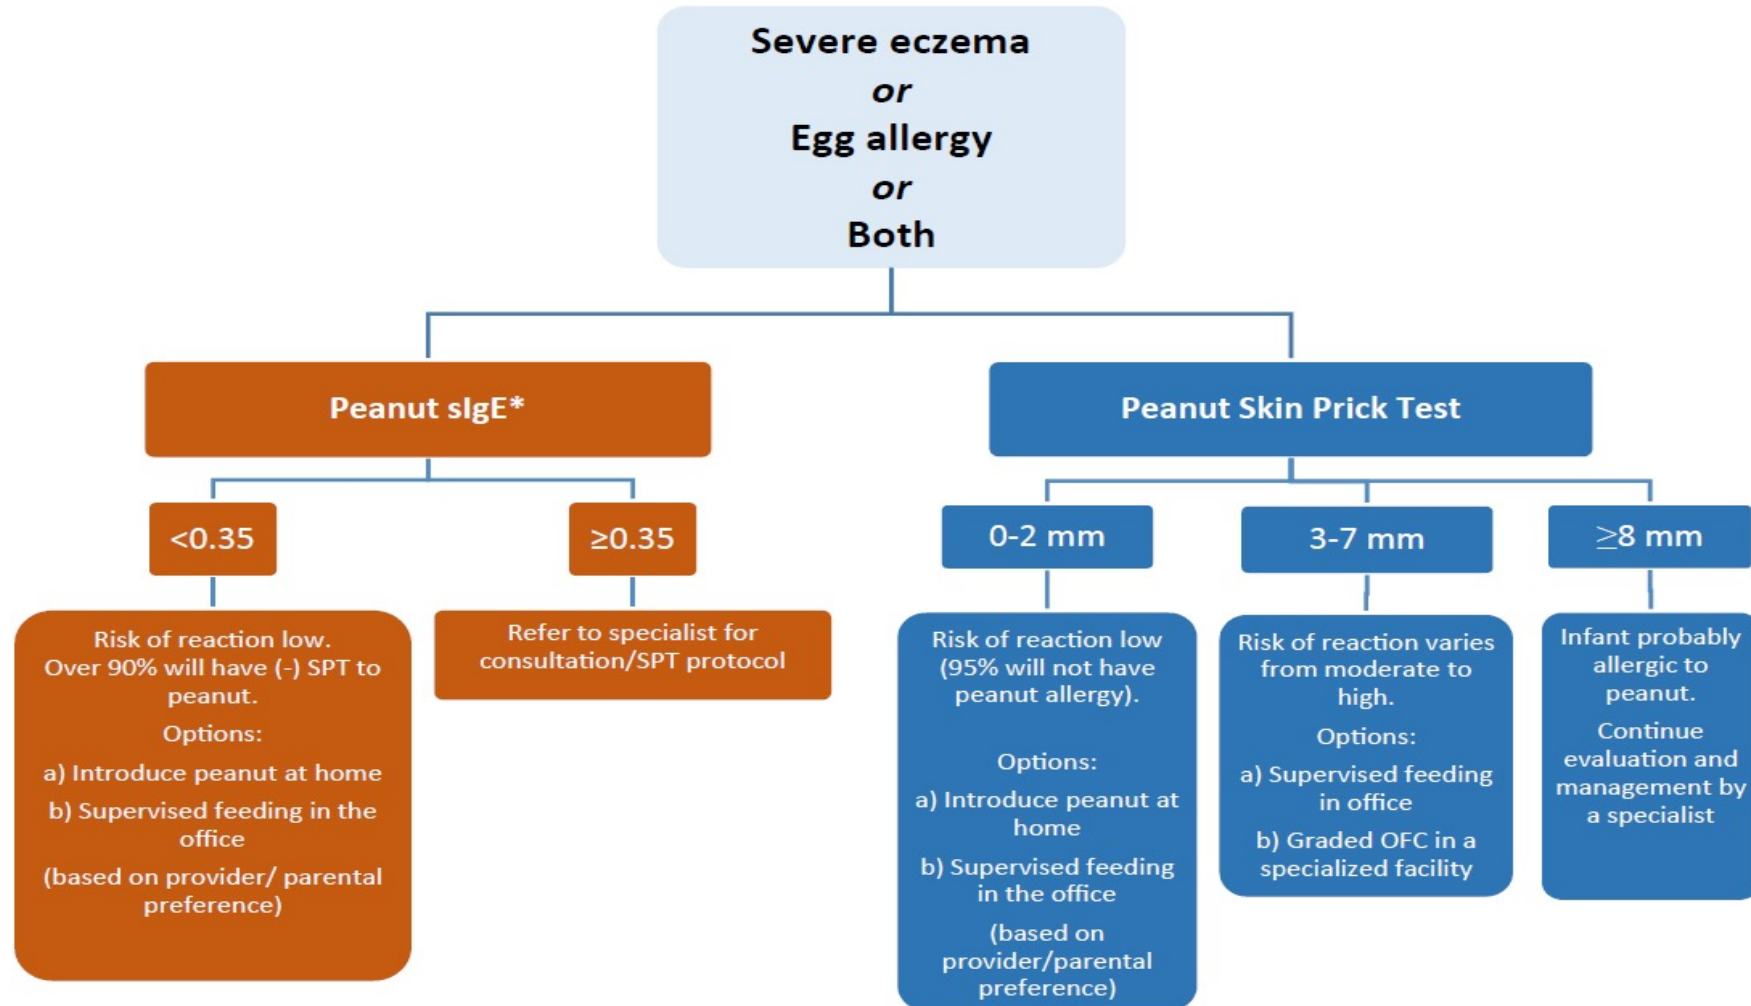 Severe eczema
or
Egg allergy
or
Both
Peanut sIgE*
<0.35
≥0.35
Risk of reaction low.
Over 90% will have (-) SPT to
peanut.
Options:
a) Introduce peanut at home
b) Supervised feeding in the
office
(based on provider/ parental
preference)
Refer to specialist for
consultation/SPT protocol
Peanut Skin Prick Test
0-2 mm
3-7 mm
≥8 mm
Risk of reaction low
(95% will not have
peanut allergy).
Options:
a) Introduce peanut at
home
b) Supervised feeding
in the office
(based on
provider/parental
preference)
Risk of reaction varies
from moderate to
high.
Options:
a) Supervised feeding
in office
b) Graded OFC in a
specialized facility
Infant probably
allergic to
peanut.
Continue
evaluation and
management by
a specialist